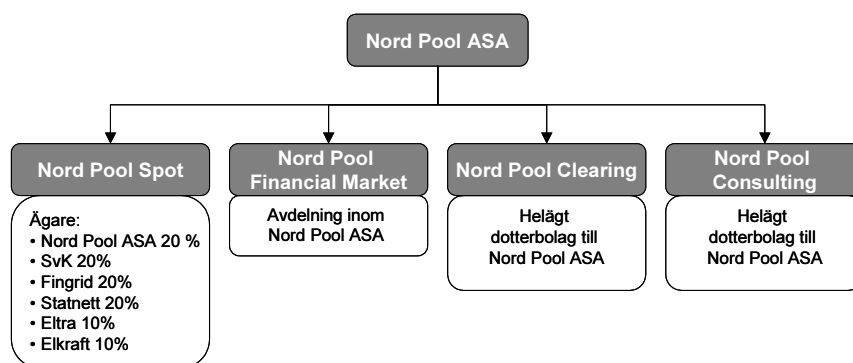 Nord Pool ASA
Nord Pool Spot
Ägare:
• Nord Pool ASA 20 %
• SvK 20%
• Fingrid 20%
• Statnett 20%
• Eltra 10%
• Elkraft 10%
Nord Pool
Financial Market
Avdelning inom
Nord Pool ASA
Nord Pool Clearing
Helägt
dotterbolag till
Nord Pool ASA
Nord Pool
Consulting
Helägt
dotterbolag till
Nord Pool ASA